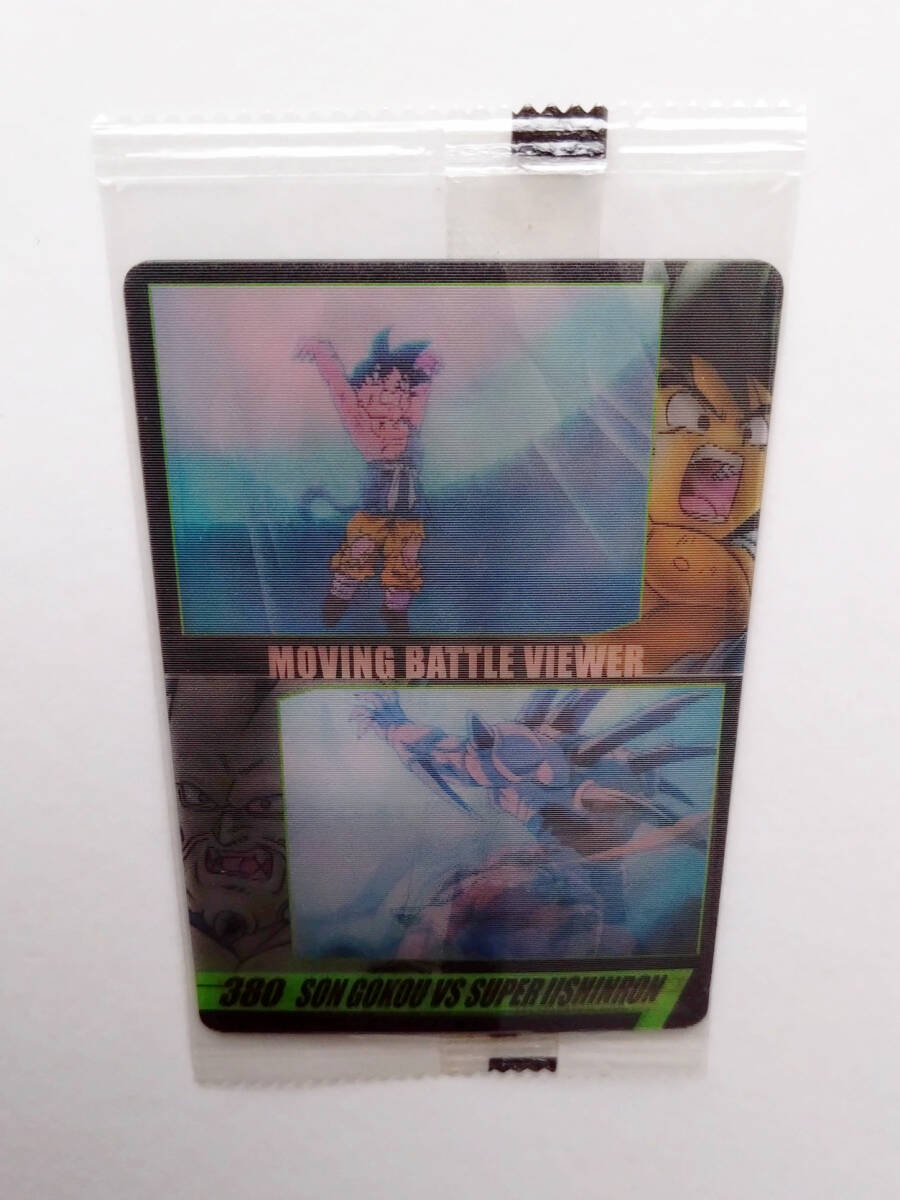 MOVING BATTLE VIEWER
380 SON GOKOU VS SUPER IISHINRON